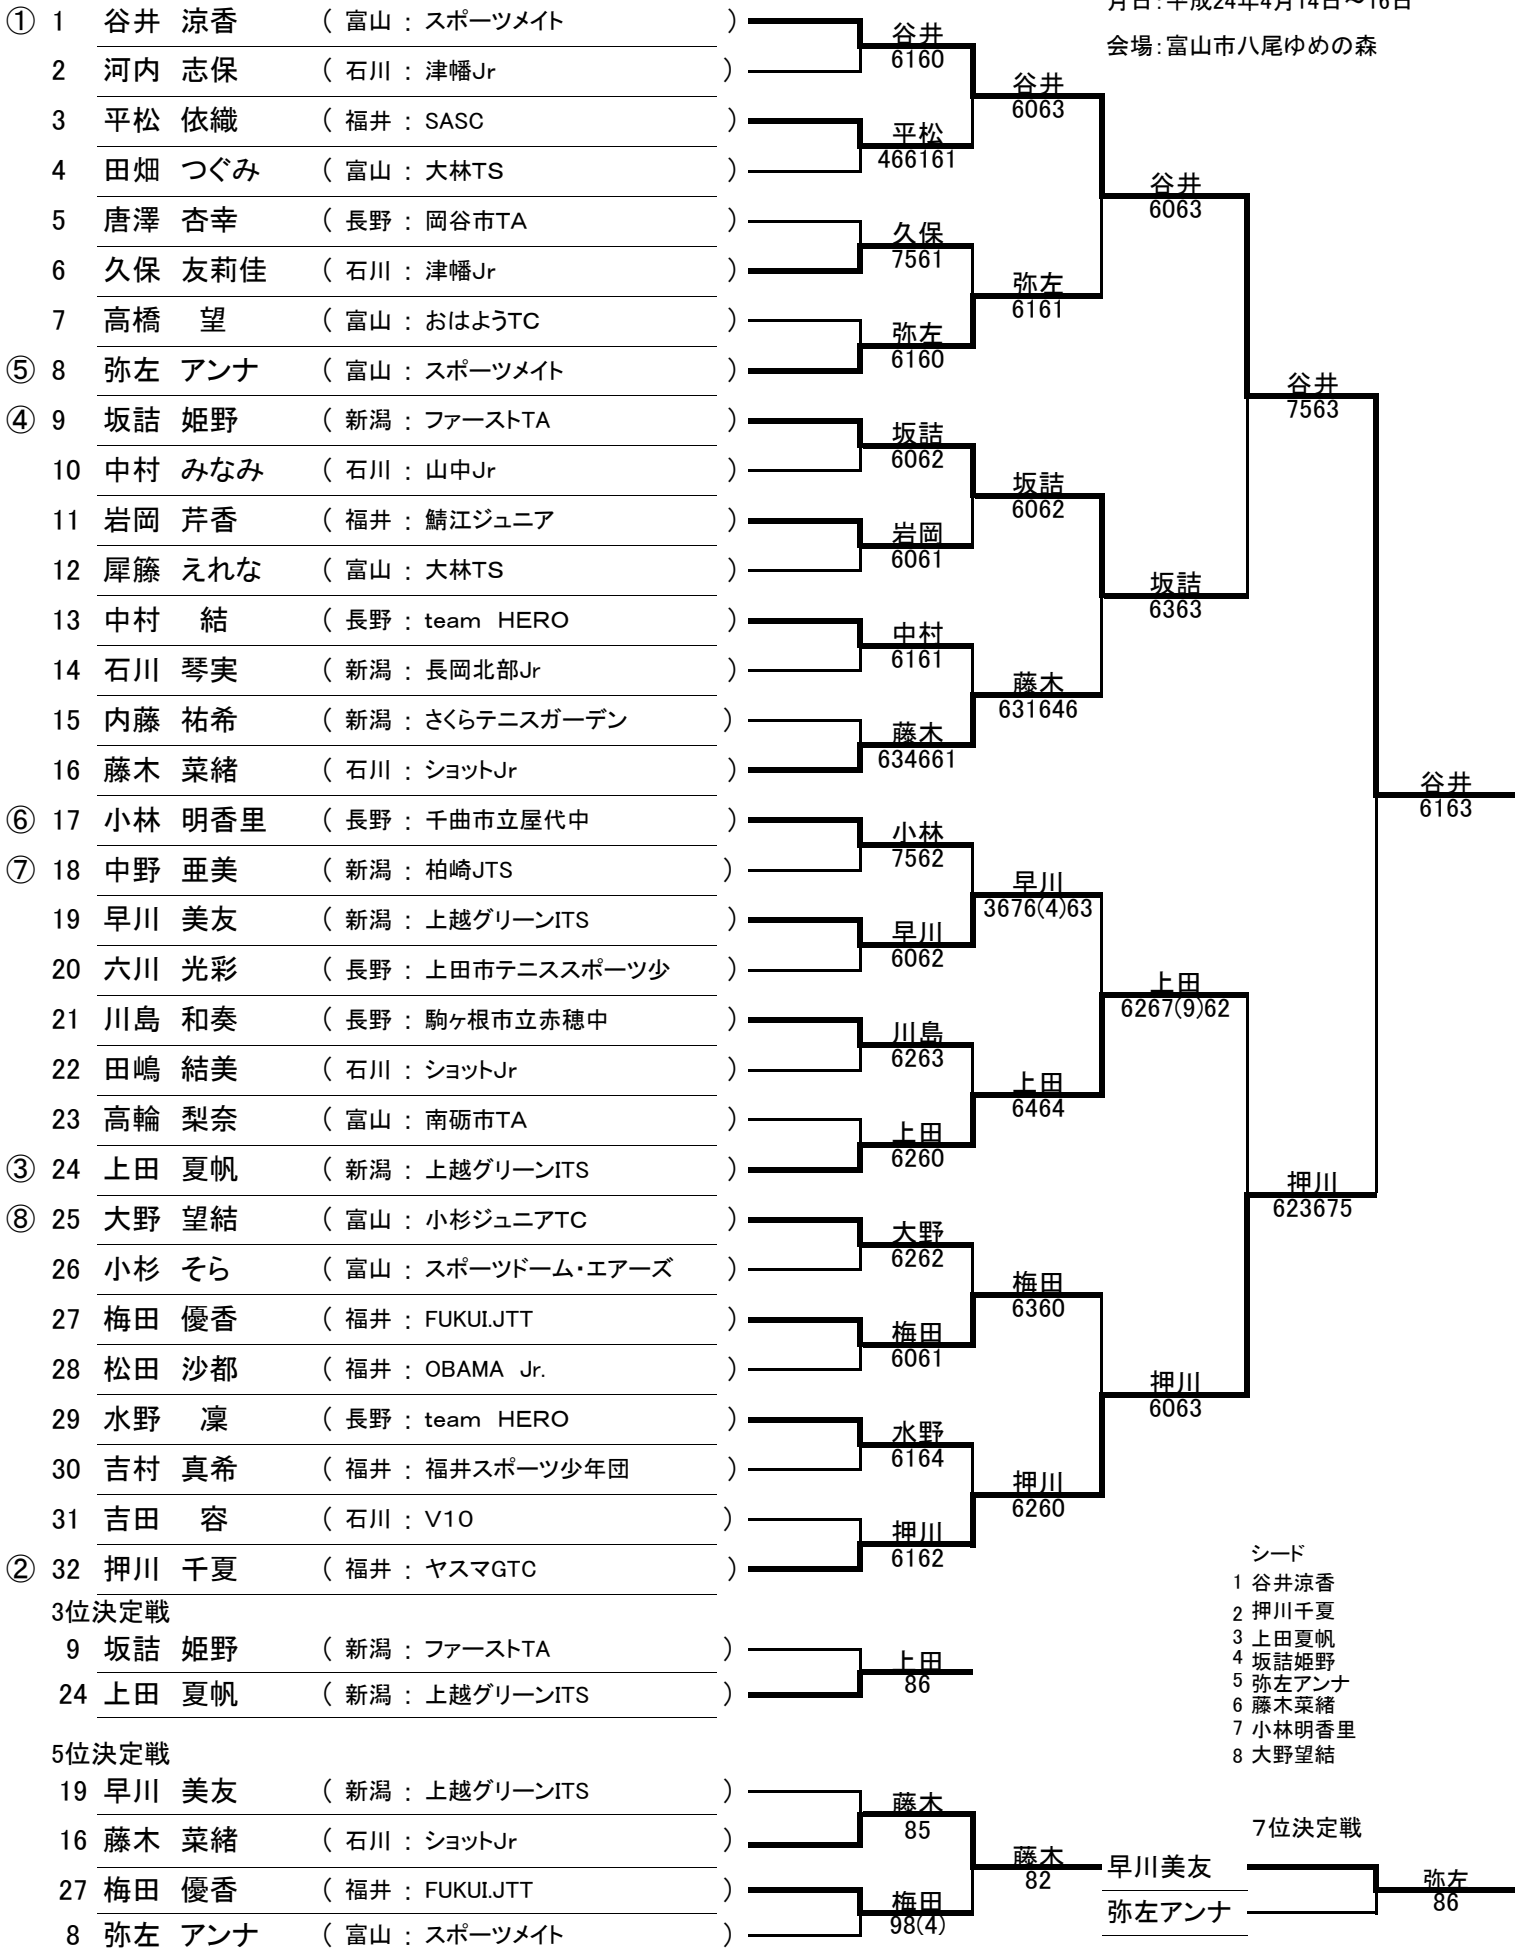 月日：平成24年4月14日～16日
会場：富山市八尾ゆめの森
① 1 谷井 涼香 （ 富山 ： スポーツメイト ）
2 河内 志保 （ 石川 ： 津幡Jr ）
3 平松 依織 （ 福井 ： SASC ）
4 田畑 つぐみ （ 富山 ： 大林TS ）
5 唐澤 杏幸 （ 長野 ： 岡谷市TA ）
6 久保 友莉佳 （ 石川 ： 津幡Jr ）
7 高橋 望 （ 富山 ： おはようTC ）
⑤ 8 弥左 アンナ （ 富山 ： スポーツメイト ）
④ 9 坂詰 姫野 （ 新潟 ： ファーストTA ）
10 中村 みなみ （ 石川 ： 山中Jr ）
11 岩岡 芹香 （ 福井 ： 鯖江ジュニア ）
12 犀籐 えれな （ 富山 ： 大林TS ）
13 中村 結 （ 長野 ： team HERO ）
14 石川 琴実 （ 新潟 ： 長岡北部Jr ）
15 内藤 祐希 （ 新潟 ： さくらテニスガーデン ）
16 藤木 菜緒 （ 石川 ： ショットJr ）
⑥ 17 小林 明香里 （ 長野 ： 千曲市立屋代中 ）
⑦ 18 中野 亜美 （ 新潟 ： 柏崎JTS ）
19 早川 美友 （ 新潟 ： 上越グリーンITS ）
20 六川 光彩 （ 長野 ： 上田市テニススポーツ少 ）
21 川島 和奏 （ 長野 ： 駒ヶ根市立赤穂中 ）
22 田嶋 結美 （ 石川 ： ショットJr ）
23 高輪 梨奈 （ 富山 ： 南砺市TA ）
③ 24 上田 夏帆 （ 新潟 ： 上越グリーンITS ）
⑧ 25 大野 望結 （ 富山 ： 小杉ジュニアTC ）
26 小杉 そら （ 富山 ： スポーツドーム・エアーズ ）
27 梅田 優香 （ 福井 ： FUKUI.JTT ）
28 松田 沙都 （ 福井 ： OBAMA Jr. ）
29 水野 凜 （ 長野 ： team HERO ）
30 吉村 真希 （ 福井 ： 福井スポーツ少年団 ）
31 吉田 容 （ 石川 ： V10 ）
② 32 押川 千夏 （ 福井 ： ヤスマGTC ）
谷井
6160
平松
466161
久保
7561
弥左
6160
坂詰
6062
岩岡
6061
中村
6161
藤木
634661
小林
7562
早川
6062
川島
6263
上田
6260
大野
6262
梅田
6061
水野
6164
押川
6162
谷井
6063
弥左
6161
坂詰
6062
藤木
631646
早川
3676(4)63
上田
6464
梅田
6360
押川
6260
谷井
6063
坂詰
6363
上田
6267(9)62
押川
6063
谷井
7563
押川
623675
谷井
6163
3位決定戦
9 坂詰 姫野 （ 新潟 ： ファーストTA ）
24 上田 夏帆 （ 新潟 ： 上越グリーンITS ）
上田
86
シード
1 谷井涼香
2 押川千夏
3 上田夏帆
4 坂詰姫野
5 弥左アンナ
6 藤木菜緒
7 小林明香里
8 大野望結
5位決定戦
19 早川 美友 （ 新潟 ： 上越グリーンITS ）
16 藤木 菜緒 （ 石川 ： ショットJr ）
27 梅田 優香 （ 福井 ： FUKUI.JTT ）
8 弥左 アンナ （ 富山 ： スポーツメイト ）
藤木
85
梅田
98(4)
藤木
82
７位決定戦
早川美友
弥左アンナ
弥左
86